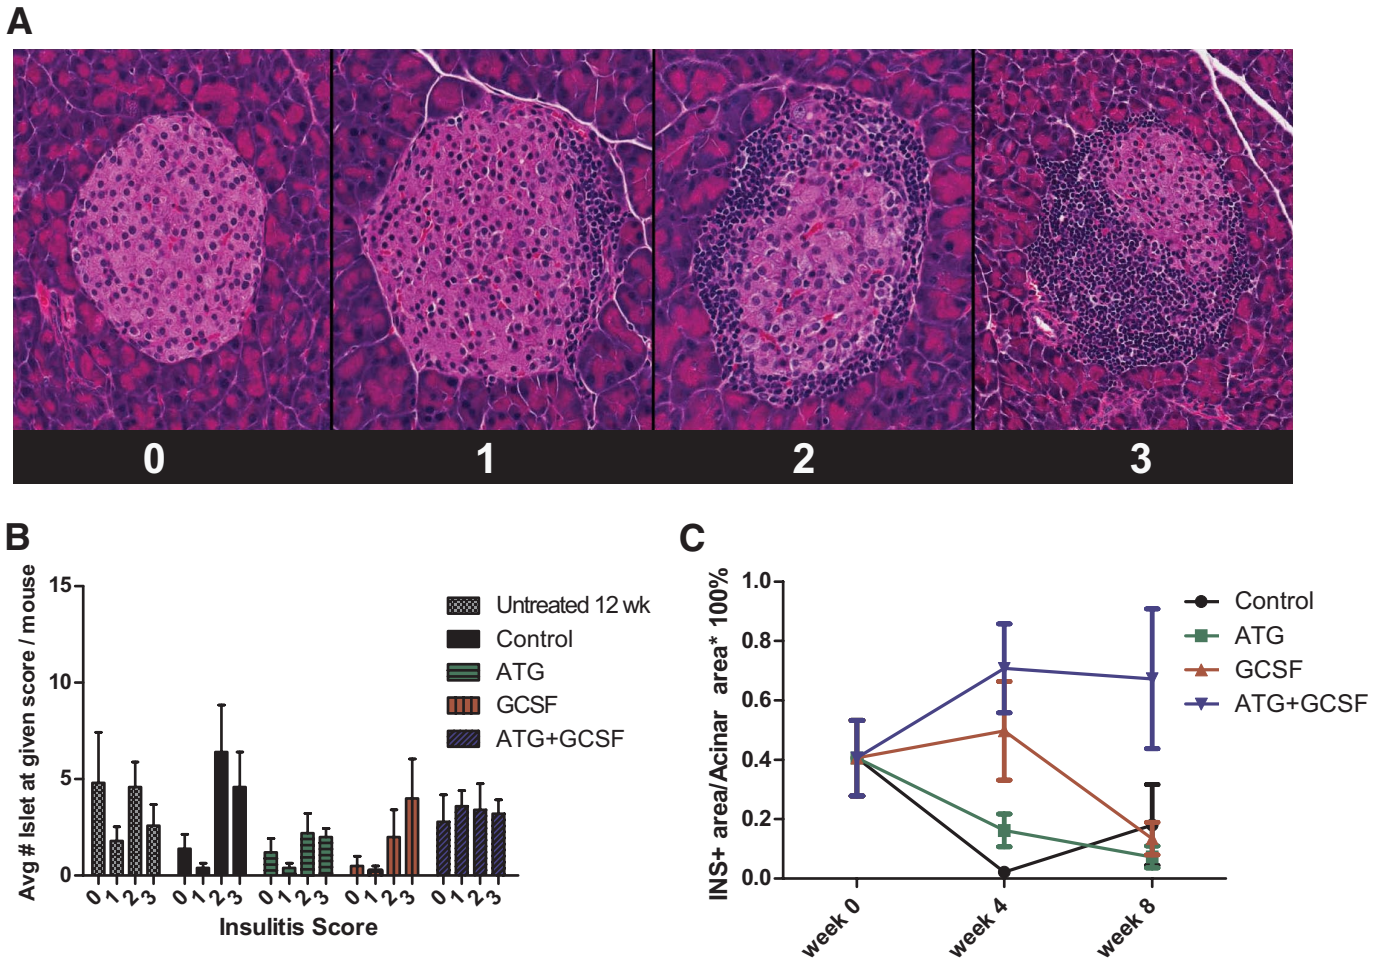 A
0 1 2 3
B
Avg # Islet at given score / mouse
15
10
5
0
0 1 2 3 0 1 2 3 0 1 2 3 0 1 2 3 0 1 2 3
Insulitis Score
Untreated 12 wk
Control
ATG
GCSF
ATG+GCSF
C
INS+ area/Acinar area* 100%
1.0
0.8
0.6
0.4
0.2
0.0
week 0 week 4 week 8
Control
ATG
GCSF
ATG+GCSF